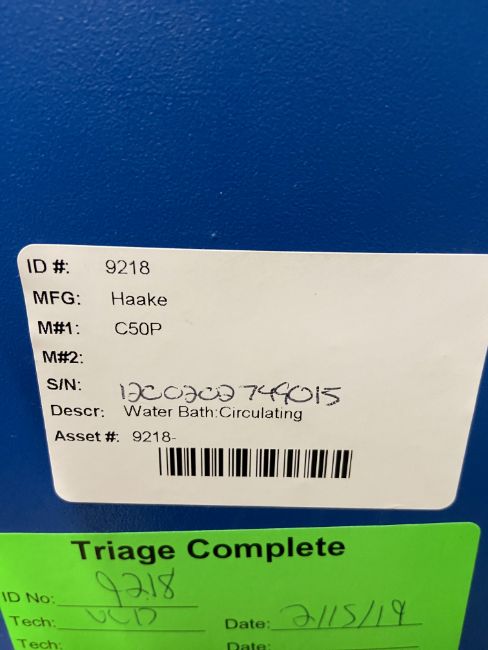 ID #: 9218
MFG: Haake
M#1: C50P
M#2:
S/N: 1200202749015
Descr: Water Bath:Circulating
Asset #: 9218-
Triage Complete
ID No: 9218
Tech: Date: 2/15/19
Tech: Date: